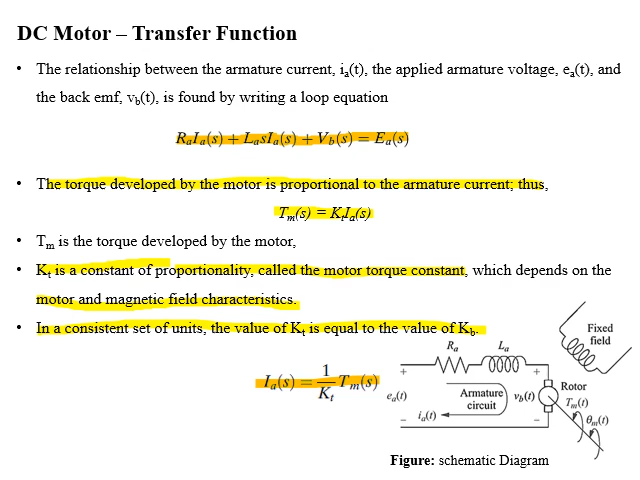 DC Motor – Transfer Function
• The relationship between the armature current, iₐ(t), the applied armature voltage, eₐ(t), and
the back emf, v_b(t), is found by writing a loop equation
RₐIₐ(s) + LₐsIₐ(s) + V_b(s) = Eₐ(s)
• The torque developed by the motor is proportional to the armature current; thus,
Tₘ(s) = KₜIₐ(s)
• Tₘ is the torque developed by the motor,
• Kₜ is a constant of proportionality, called the motor torque constant, which depends on the
motor and magnetic field characteristics.
• In a consistent set of units, the value of Kₜ is equal to the value of K_b.
Iₐ(s) = 1/Kₜ Tₘ(s)
Fixed
field
Rₐ Lₐ
+ +
Rotor
eₐ(t) Armature
circuit v_b(t) Tₘ(t)
iₐ(t) θₘ(t)
– –
Figure: schematic Diagram